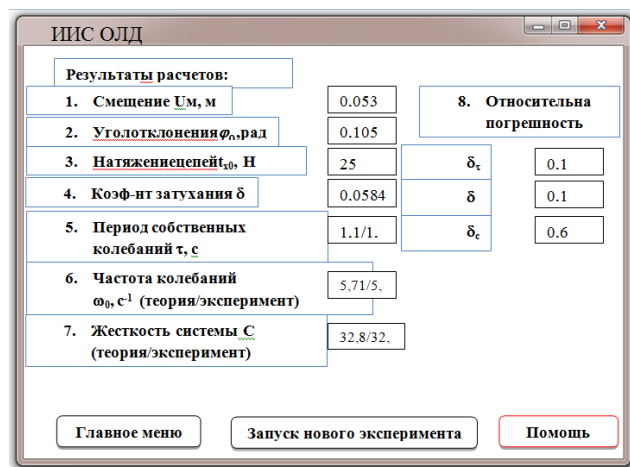 ИИС ОЛД
Результаты расчетов:
1. Смещение Uм, м
0.053
2. Уголотклоненияφ₀,рад
0.105
3. Натяжениецепейtₓ₀, Н
25
4. Коэф-нт затухания δ
0.0584
5. Период собственных
колебаний τ, с
1.1/1.
6. Частота колебаний
ω₀, с⁻¹ (теория/эксперимент)
5,71/5,
7. Жесткость системы С
(теория/эксперимент)
32,8/32,
8. Относительна
погрешность
δτ
0.1
δ
0.1
δс
0.6
Главное меню
Запуск нового эксперимента
Помощь